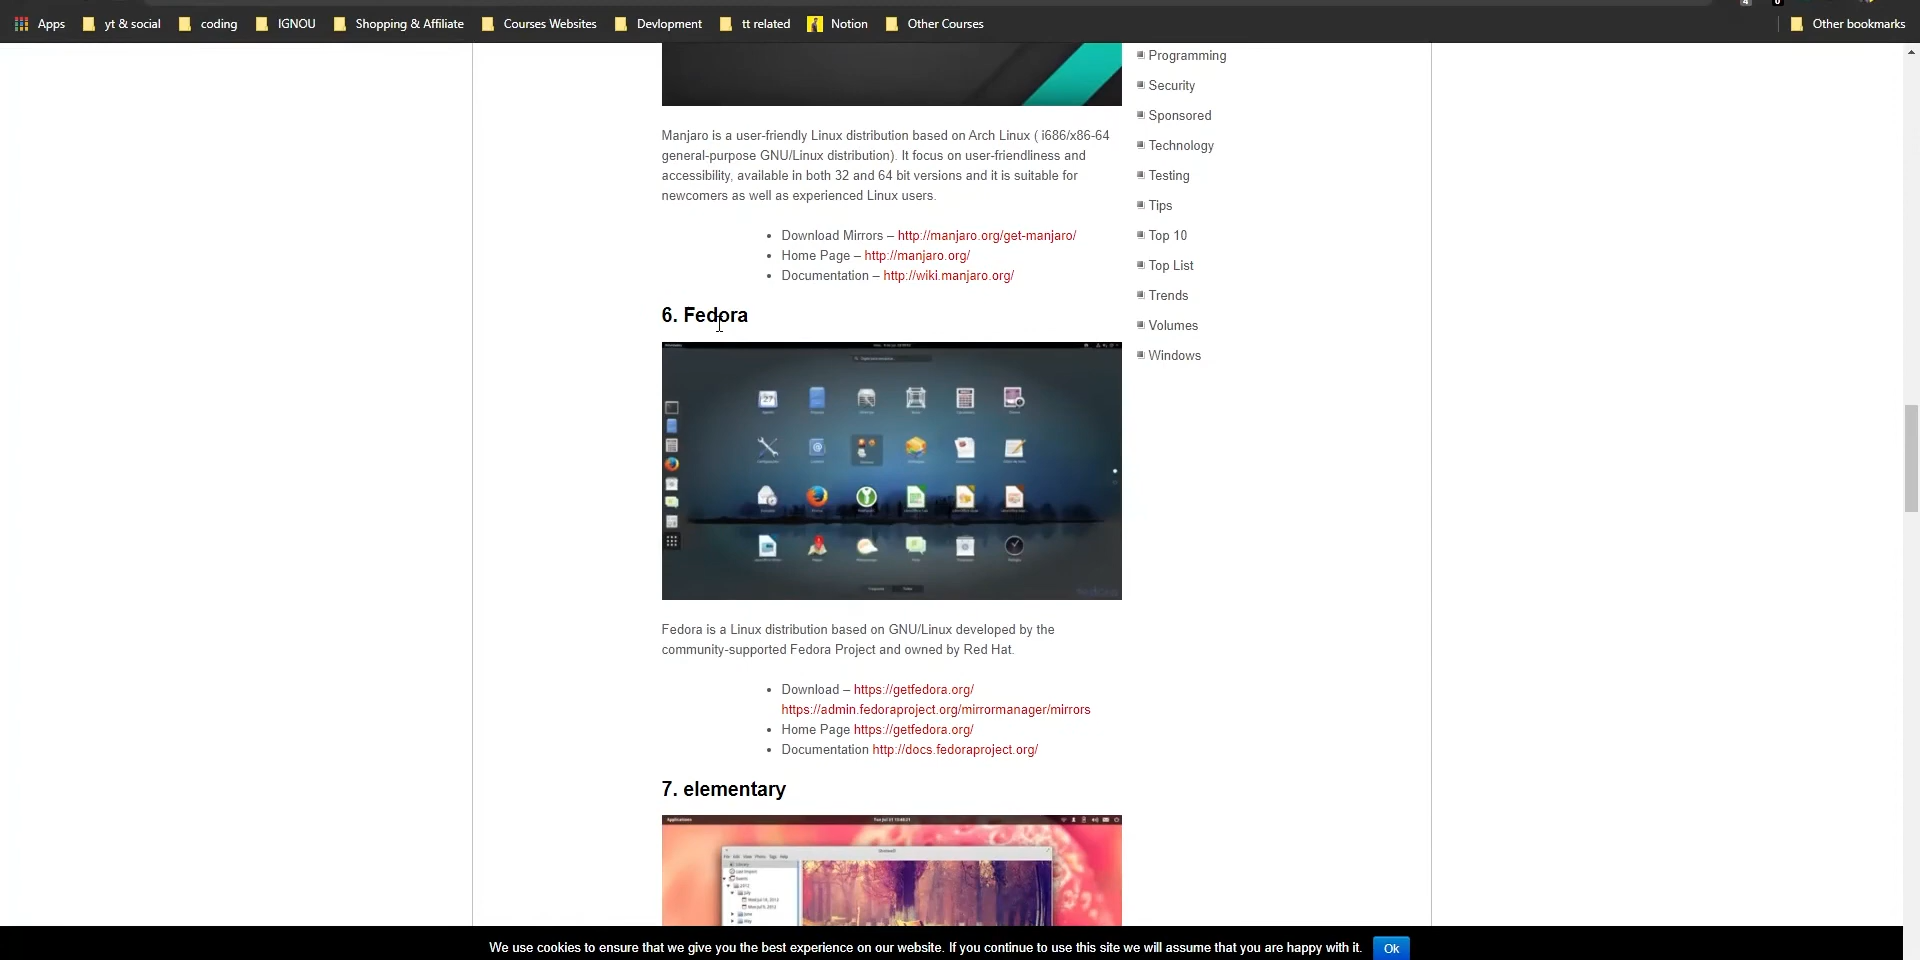 Apps
yt & social
coding
IGNOU
Shopping & Affiliate
Courses Websites
Devlopment
tt related
Notion
Other Courses
Other bookmarks
Manjaro is a user-friendly Linux distribution based on Arch Linux ( i686/x86-64
general-purpose GNU/Linux distribution). It focus on user-friendliness and
accessibility, available in both 32 and 64 bit versions and it is suitable for
newcomers as well as experienced Linux users.
Download Mirrors – http://manjaro.org/get-manjaro/
Home Page – http://manjaro.org/
Documentation – http://wiki.manjaro.org/
6. Fedora
Fedora is a Linux distribution based on GNU/Linux developed by the
community-supported Fedora Project and owned by Red Hat.
Download – https://getfedora.org/
https://admin.fedoraproject.org/mirrormanager/mirrors
Home Page https://getfedora.org/
Documentation http://docs.fedoraproject.org/
7. elementary
Programming
Security
Sponsored
Technology
Testing
Tips
Top 10
Top List
Trends
Volumes
Windows
We use cookies to ensure that we give you the best experience on our website. If you continue to use this site we will assume that you are happy with it.
Ok